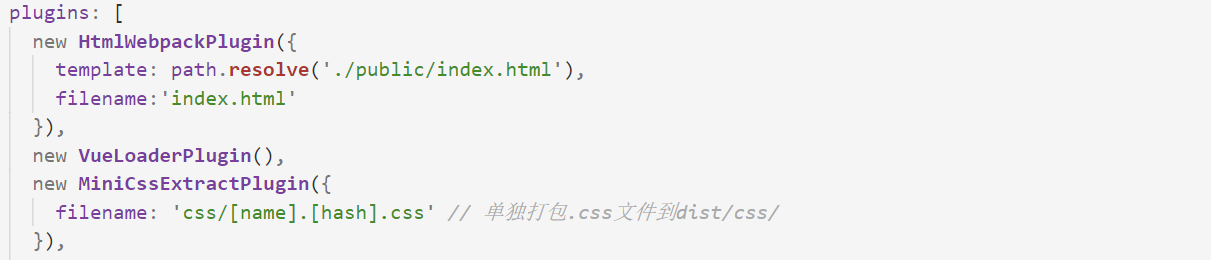 plugins: [
  new HtmlWebpackPlugin({
    template: path.resolve('./public/index.html'),
    filename:'index.html'
  }),
  new VueLoaderPlugin(),
  new MiniCssExtractPlugin({
    filename: 'css/[name].[hash].css' // 单独打包.css文件到dist/css/
  }),